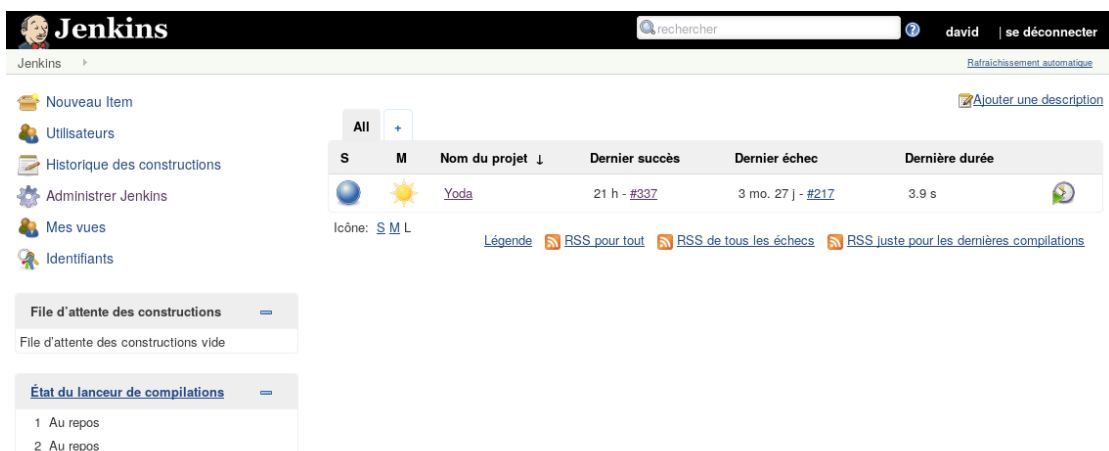 Jenkins
rechercher
david | se déconnecter
Jenkins
Rafraîchissement automatique
Nouveau Item
Utilisateurs
Historique des constructions
Administrer Jenkins
Mes vues
Identifiants
File d'attente des constructions
File d'attente des constructions vide
État du lanceur de compilations
1 Au repos
2 Au repos
Ajouter une description
All +
S M Nom du projet ↓ Dernier succès Dernier échec Dernière durée
Yoda 21 h - #337 3 mo. 27 j - #217 3.9 s
Icône: S M L
Légende RSS pour tout RSS de tous les échecs RSS juste pour les dernières compilations